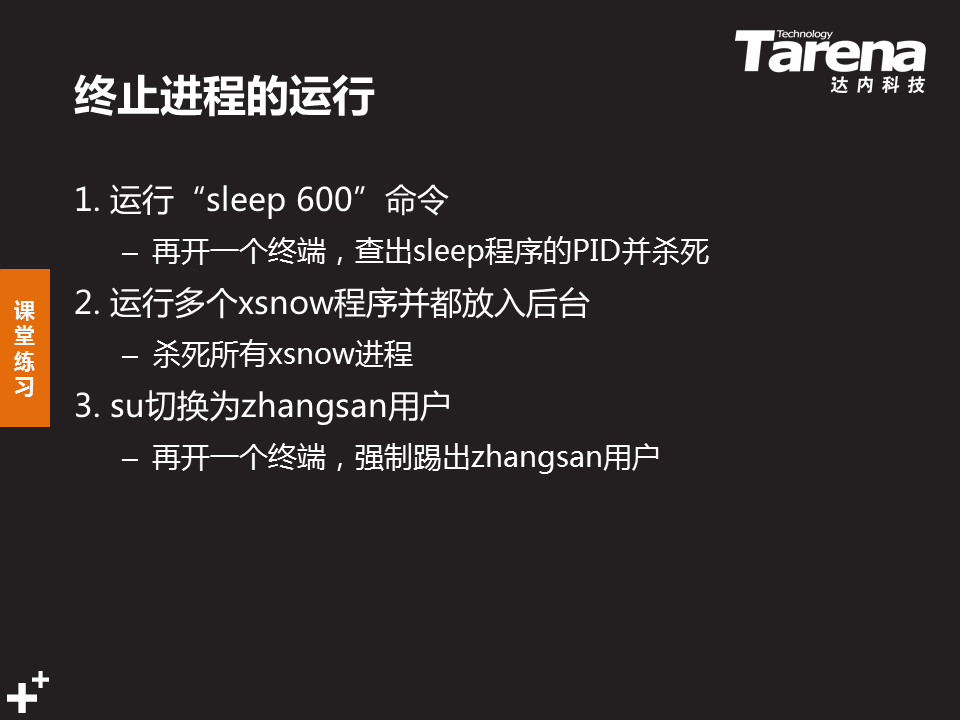 Technology
Tarena
达内科技
终止进程的运行
1. 运行“sleep 600”命令
– 再开一个终端，查出sleep程序的PID并杀死
2. 运行多个xsnow程序并都放入后台
– 杀死所有xsnow进程
3. su切换为zhangsan用户
– 再开一个终端，强制踢出zhangsan用户
课
堂
练
习